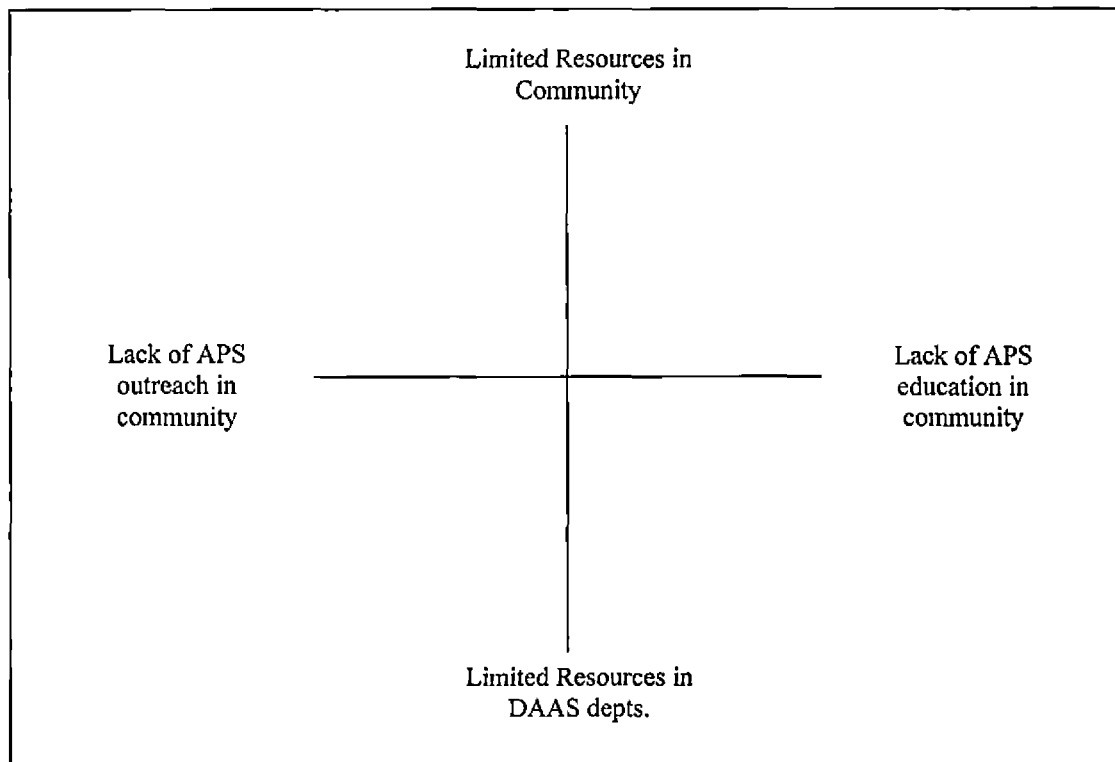 Limited Resources in
Community
Lack of APS
outreach in
community
Lack of APS
education in
community
Limited Resources in
DAAS depts.